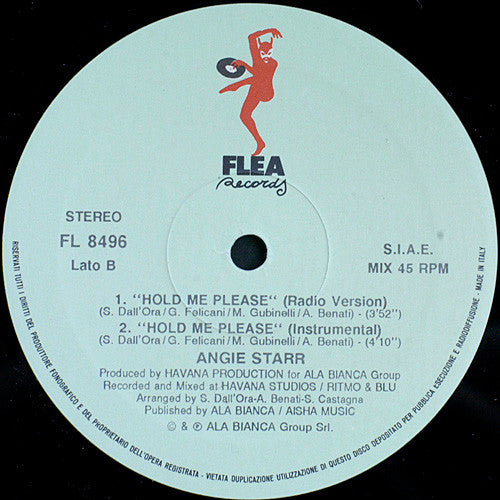 FLEA
Records
STEREO
FL 8496
Lato B
S.I.A.E.
MIX 45 RPM
1. "HOLD ME PLEASE" (Radio Version)
(S. Dall'Ora/G. Felicani/M. Gubinelli/A. Benati) - (3'52")
2. "HOLD ME PLEASE" (Instrumental)
(S. Dall'Ora/G. Felicani/M. Gubinelli/A. Benati) - (4'10")
ANGIE STARR
Produced by HAVANA PRODUCTION for ALA BIANCA Group
Recorded and Mixed at HAVANA STUDIOS / RITMO & BLU
Arranged by S. Dall'Ora-A. Benati-S. Castagna
Published by ALA BIANCA / AISHA MUSIC
© & ℗ ALA BIANCA Group Srl.
RISERVATI TUTTI I DIRITTI DEL PRODUTTORE FONOGRAFICO E DEL PROPRIETARIO DELL'OPERA REGISTRATA - VIETATA DUPLICAZIONE UTILIZZAZIONE DI QUESTO DISCO DEPOSITATO PER PUBBLICA ESECUZIONE E RADIODIFFUSIONE. - MADE IN ITALY